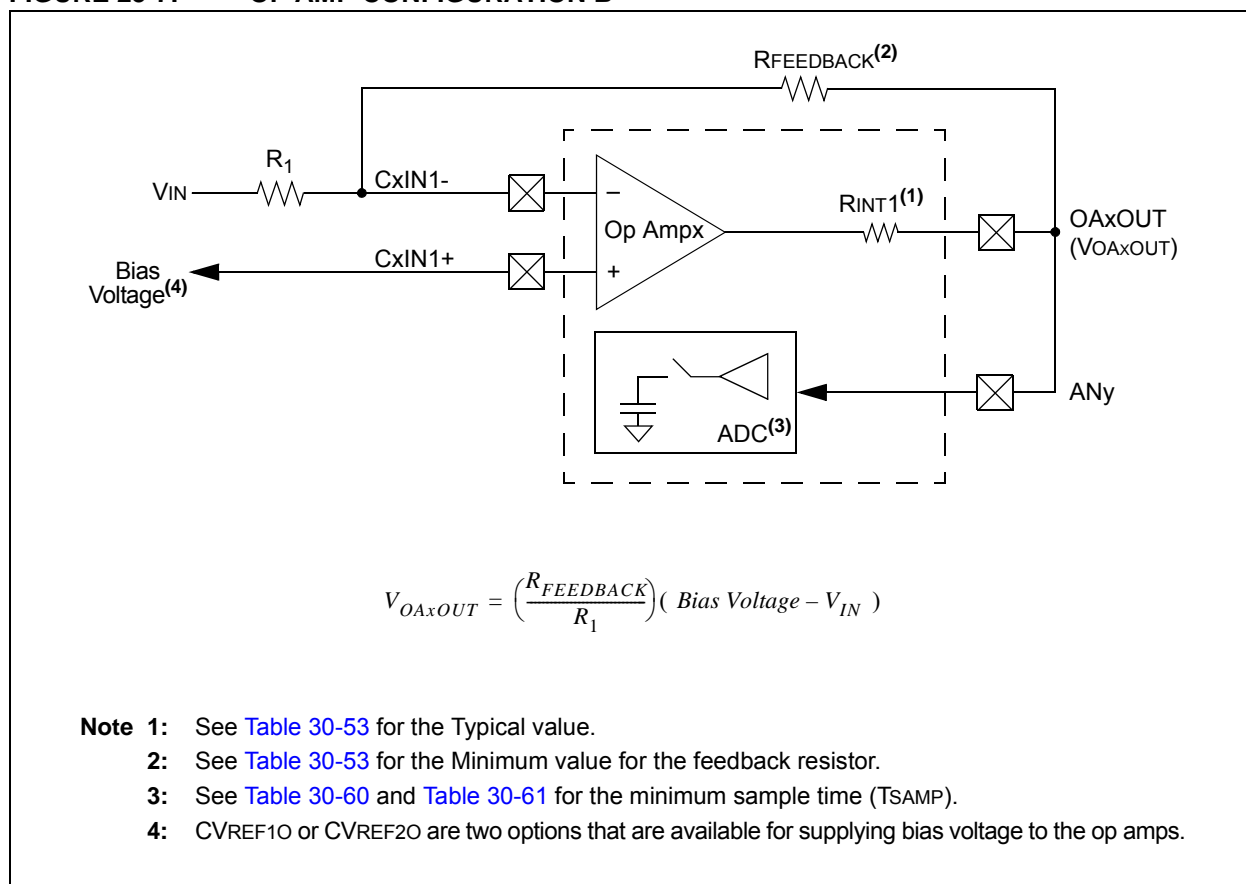 RFEEDBACK(2)
R1
VIN
CxIN1-
–
Op Ampx
RINT1(1)
OAxOUT
(VOAxOUT)
Bias
Voltage(4)
CxIN1+
+
ADC(3)
ANy
VOAxOUT = (RFEEDBACK / R1) ( Bias Voltage – VIN )
Note 1: See Table 30-53 for the Typical value.
2: See Table 30-53 for the Minimum value for the feedback resistor.
3: See Table 30-60 and Table 30-61 for the minimum sample time (TSAMP).
4: CVREF1O or CVREF2O are two options that are available for supplying bias voltage to the op amps.